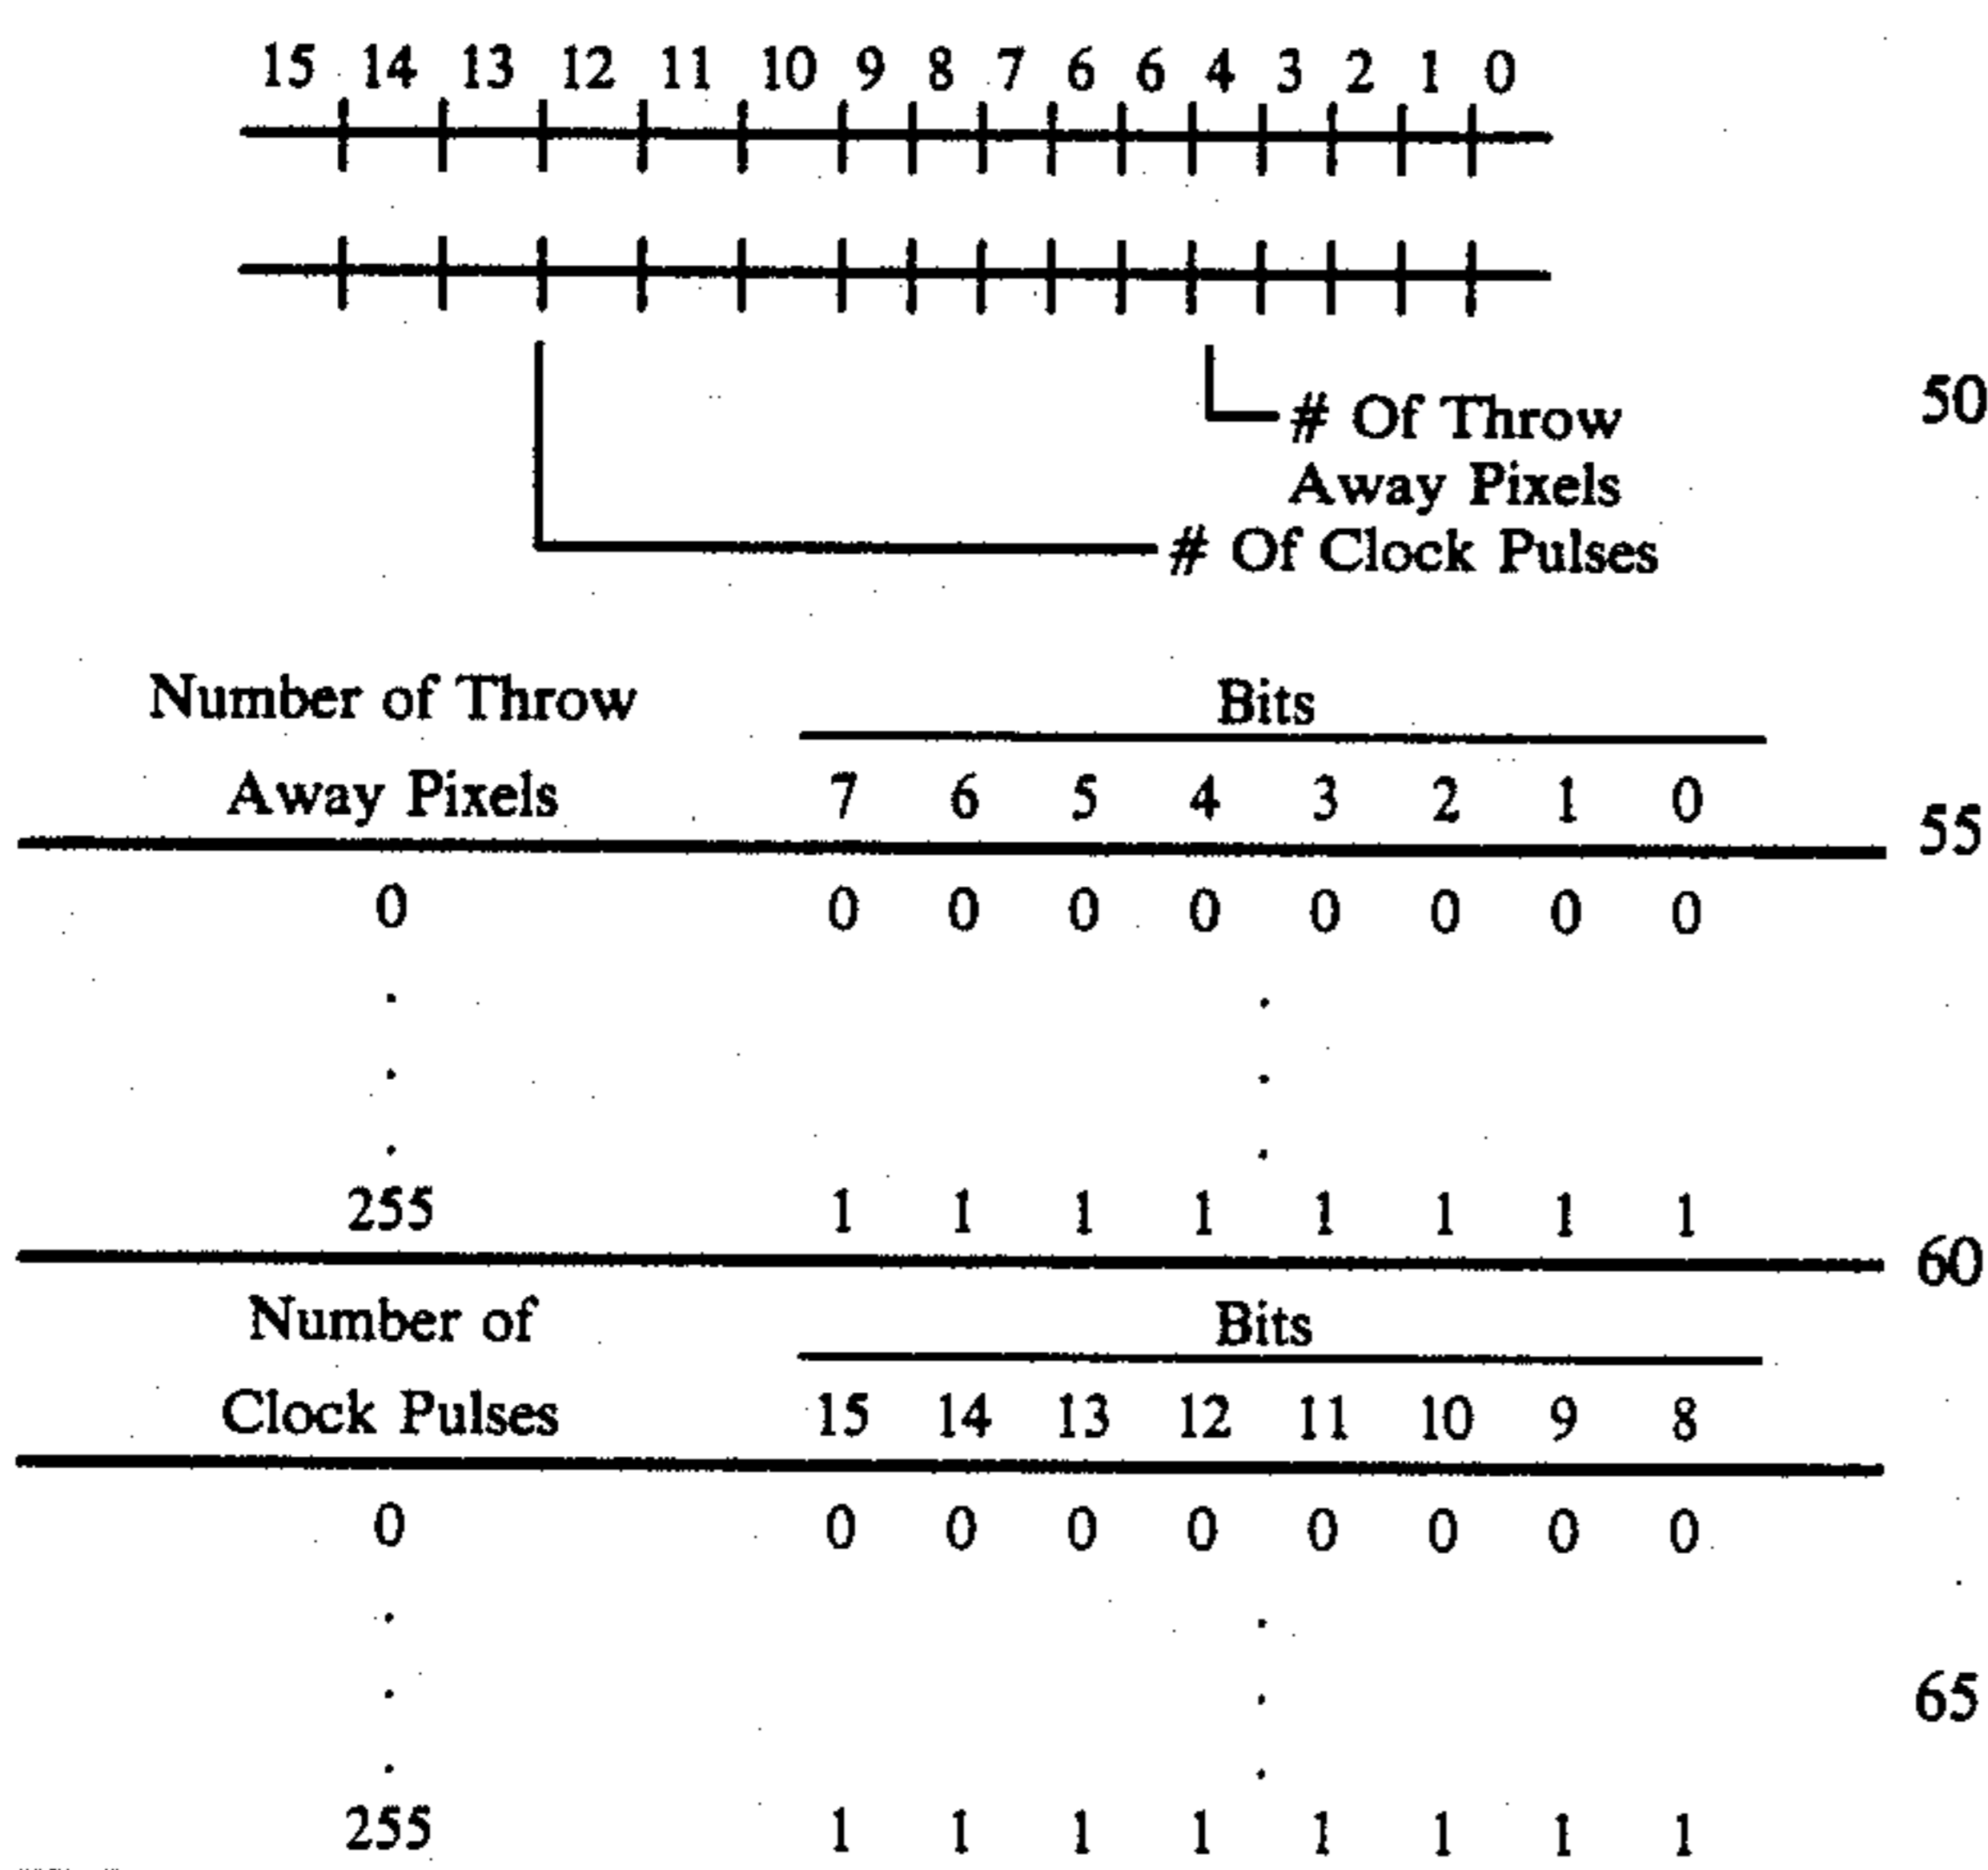 15 14 13 12 11 10 9 8 7 6 6 4 3 2 1 0
50
# Of Throw
Away Pixels
# Of Clock Pulses
Number of Throw Bits
Away Pixels 7 6 5 4 3 2 1 0
55
0 0 0 0 0 0 0 0 0
. .
. .
. .
255 1 1 1 1 1 1 1 1
60
Number of Bits
Clock Pulses 15 14 13 12 11 10 9 8
0 0 0 0 0 0 0 0 0
. .
. .
65
. .
255 1 1 1 1 1 1 1 1